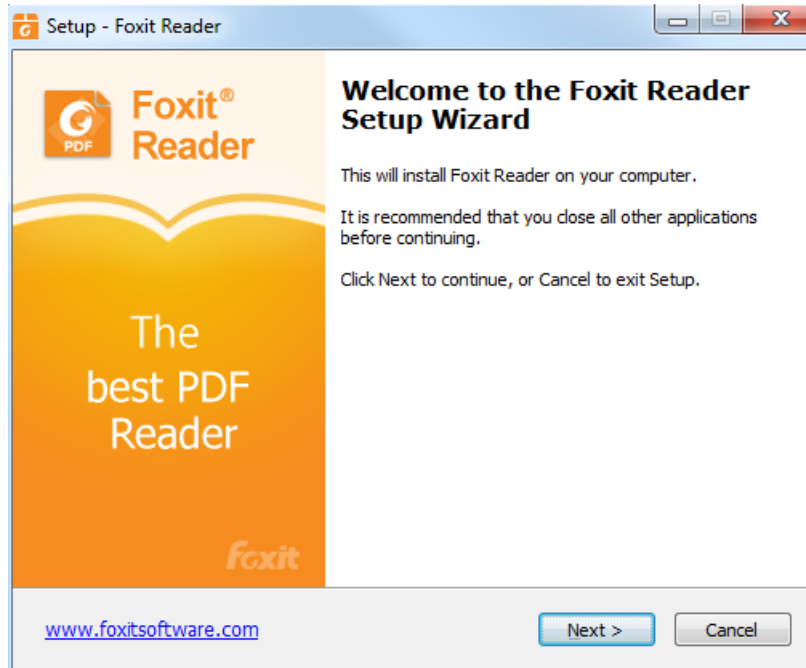 Setup - Foxit Reader
Foxit®
Reader
PDF
The
best PDF
Reader
foxit
Welcome to the Foxit Reader
Setup Wizard
This will install Foxit Reader on your computer.
It is recommended that you close all other applications
before continuing.
Click Next to continue, or Cancel to exit Setup.
www.foxitsoftware.com
Next >
Cancel